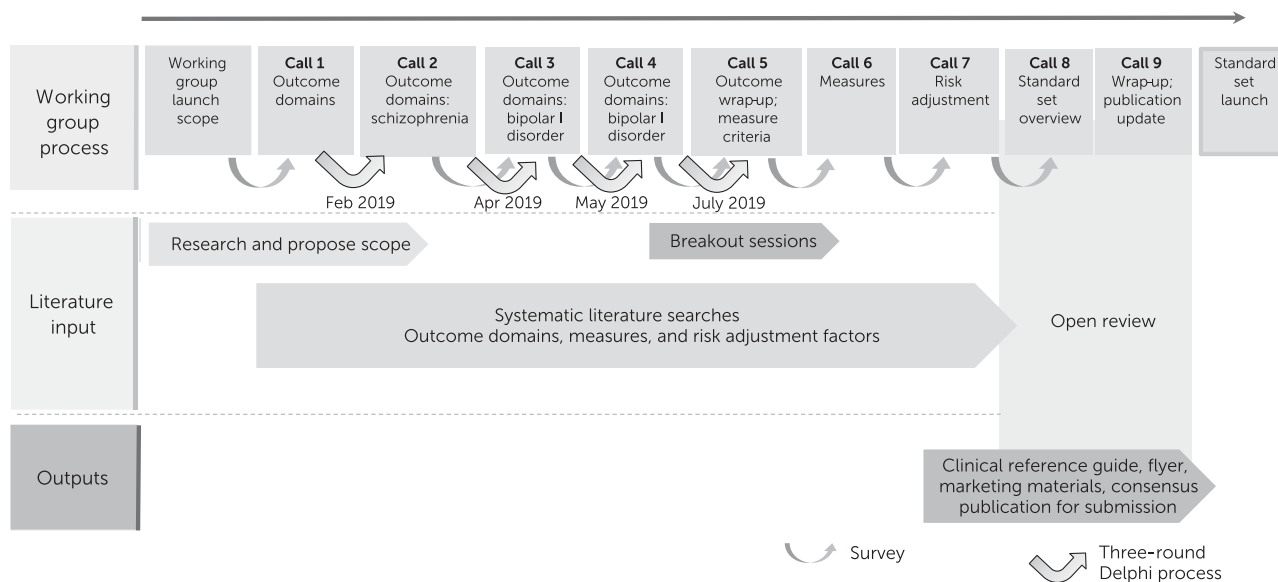 Working
group
process
Working
group
launch
scope
Call 1
Outcome
domains
Call 2
Outcome
domains:
schizophrenia
Call 3
Outcome
domains:
bipolar I
disorder
Call 4
Outcome
domains:
bipolar I
disorder
Call 5
Outcome
wrap-up;
measure
criteria
Call 6
Measures
Call 7
Risk
adjustment
Call 8
Standard
set
overview
Call 9
Wrap-up;
publication
update
Standard
set
launch
Feb 2019
Apr 2019
May 2019
July 2019
Literature
input
Research and propose scope
Breakout sessions
Systematic literature searches
Outcome domains, measures, and risk adjustment factors
Open review
Outputs
Clinical reference guide, flyer,
marketing materials, consensus
publication for submission
Survey
Three-round
Delphi process